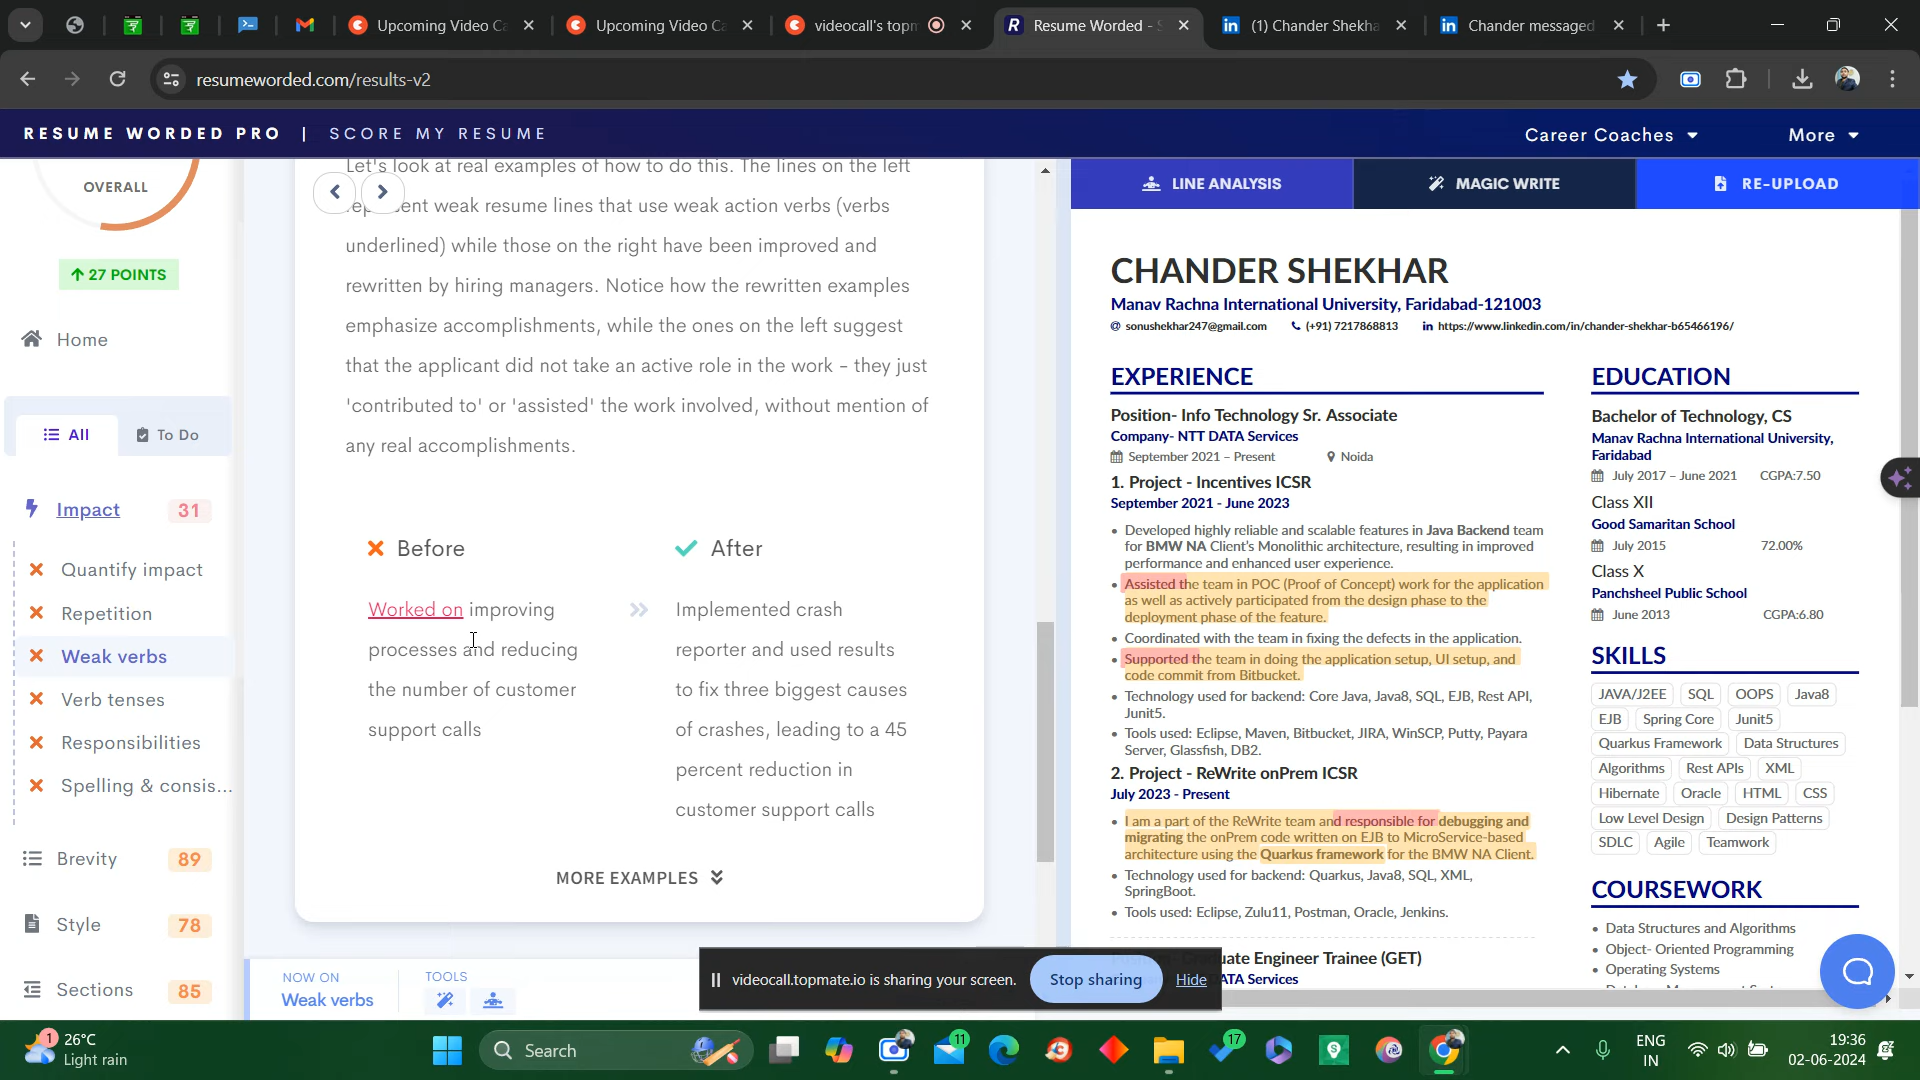 Upcoming Video Ca
Upcoming Video Ca
videocall's topm
Resume Worded - S
(1) Chander Shekha
Chander messaged
resumeworded.com/results-v2
RESUME WORDED PRO | SCORE MY RESUME
Career Coaches
More
OVERALL
27 POINTS
Home
All
To Do
Impact 31
Quantify impact
Repetition
Weak verbs
Verb tenses
Responsibilities
Spelling & consis...
Brevity 89
Style 78
Sections 85
Let's look at real examples of how to do this. The lines on the left
represent weak resume lines that use weak action verbs (verbs
underlined) while those on the right have been improved and
rewritten by hiring managers. Notice how the rewritten examples
emphasize accomplishments, while the ones on the left suggest
that the applicant did not take an active role in the work - they just
'contributed to' or 'assisted' the work involved, without mention of
any real accomplishments.
Before
Worked on improving
processes and reducing
the number of customer
support calls
After
Implemented crash
reporter and used results
to fix three biggest causes
of crashes, leading to a 45
percent reduction in
customer support calls
MORE EXAMPLES
NOW ON
Weak verbs
TOOLS
LINE ANALYSIS
MAGIC WRITE
RE-UPLOAD
CHANDER SHEKHAR
Manav Rachna International University, Faridabad-121003
@ sonushekhar247@gmail.com (+91) 7217868813 in https://www.linkedin.com/in/chander-shekhar-b65466196/
EXPERIENCE
Position- Info Technology Sr. Associate
Company- NTT DATA Services
September 2021 – Present Noida
1. Project - Incentives ICSR
September 2021 - June 2023
• Developed highly reliable and scalable features in Java Backend team
for BMW NA Client's Monolithic architecture, resulting in improved
performance and enhanced user experience.
• Assisted the team in POC (Proof of Concept) work for the application
as well as actively participated from the design phase to the
deployment phase of the feature.
• Coordinated with the team in fixing the defects in the application.
• Supported the team in doing the application setup, UI setup, and
code commit from Bitbucket.
• Technology used for backend: Core Java, Java8, SQL, EJB, Rest API,
Junit5.
• Tools used: Eclipse, Maven, Bitbucket, JIRA, WinSCP, Putty, Payara
Server, Glassfish, DB2.
2. Project - ReWrite onPrem ICSR
July 2023 - Present
• I am a part of the ReWrite team and responsible for debugging and
migrating the onPrem code written on EJB to MicroService-based
architecture using the Quarkus framework for the BMW NA Client.
• Technology used for backend: Quarkus, Java8, SQL, XML,
SpringBoot.
• Tools used: Eclipse, Zulu11, Postman, Oracle, Jenkins.
uate Engineer Trainee (GET)
ATA Services
EDUCATION
Bachelor of Technology, CS
Manav Rachna International University,
Faridabad
July 2017 – June 2021 CGPA:7.50
Class XII
Good Samaritan School
July 2015 72.00%
Class X
Panchsheel Public School
June 2013 CGPA:6.80
SKILLS
JAVA/J2EE SQL OOPS Java8
EJB Spring Core Junit5
Quarkus Framework Data Structures
Algorithms Rest APIs XML
Hibernate Oracle HTML CSS
Low Level Design Design Patterns
SDLC Agile Teamwork
COURSEWORK
• Data Structures and Algorithms
• Object- Oriented Programming
• Operating Systems
videocall.topmate.io is sharing your screen.
Stop sharing
Hide
1
26°C
Light rain
Search
11
17
ENG
IN
19:36
02-06-2024